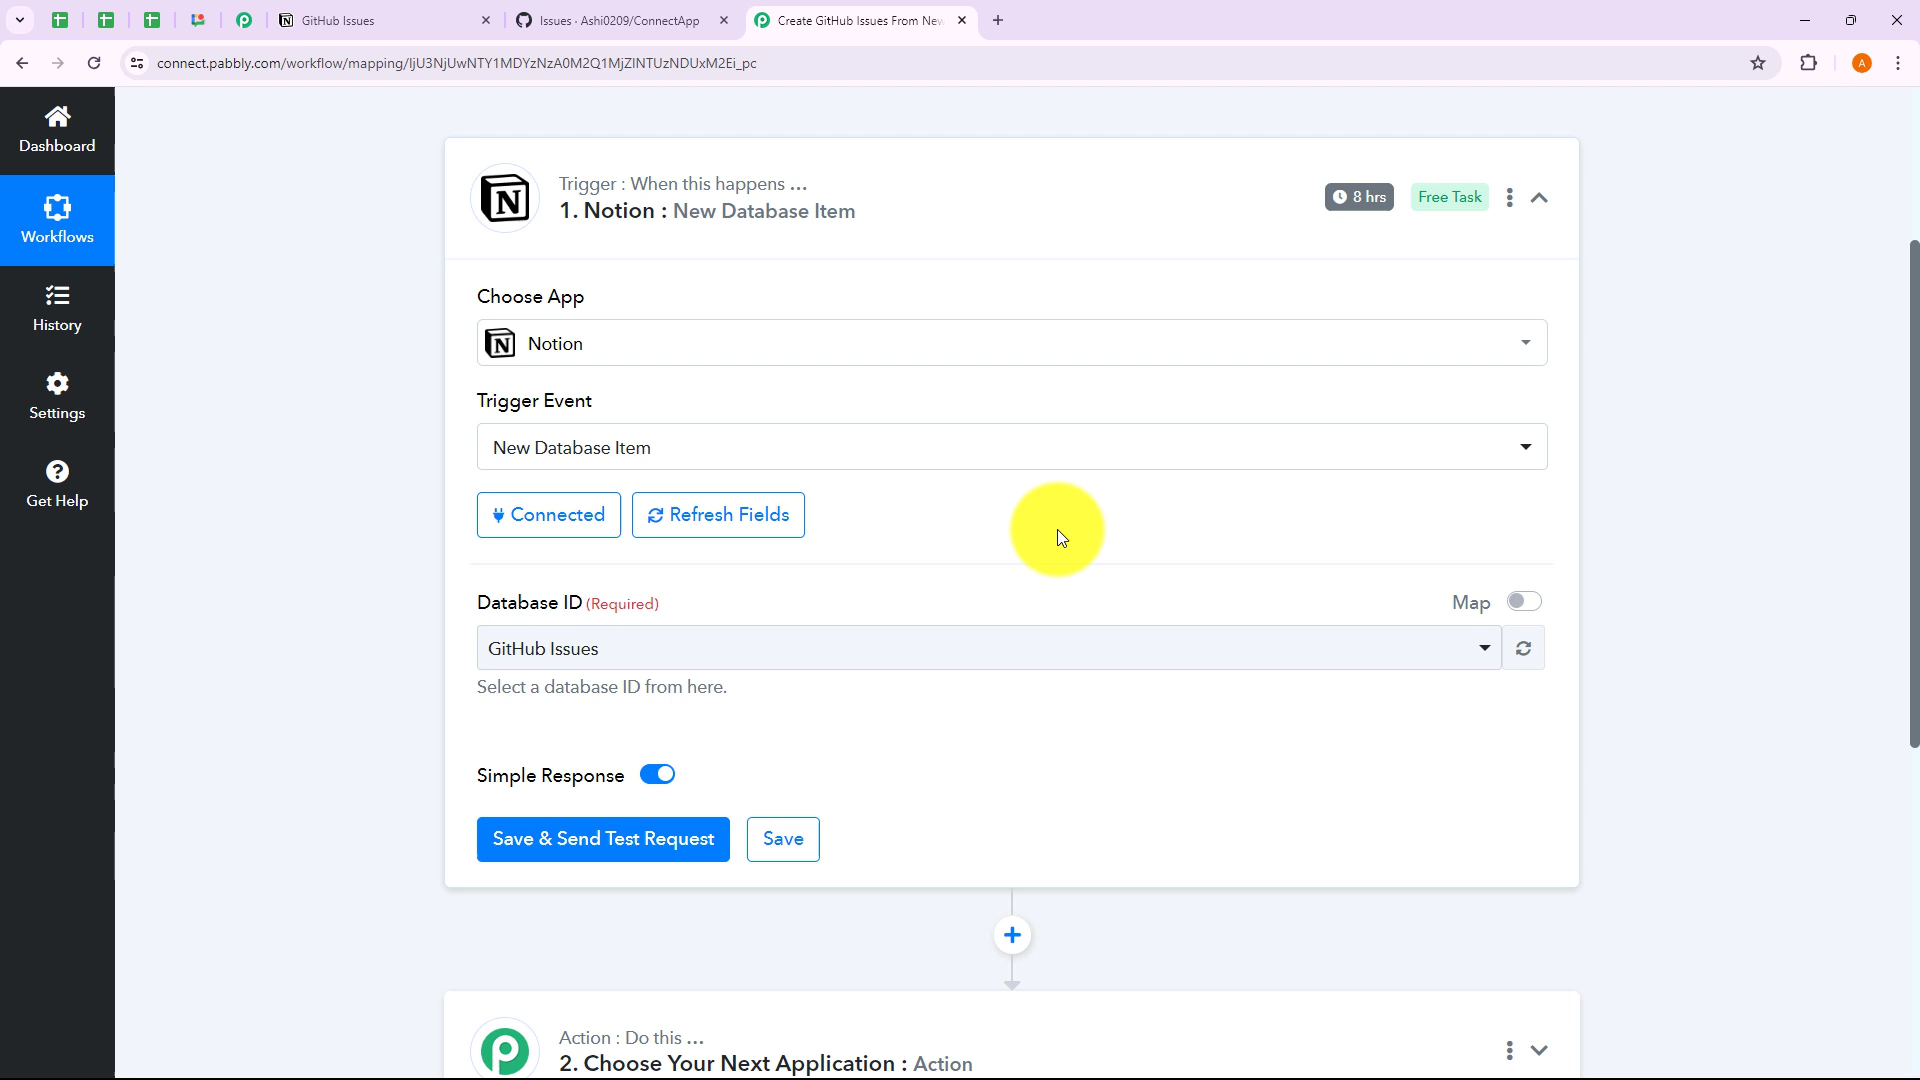 GitHub Issues
Issues · Ashi0209/ConnectApp
Create GitHub Issues From New
connect.pabbly.com/workflow/mapping/IjU3NjUwNTY1MDYzNzA0M2Q1MjZlNTUzNDUxM2Ei_pc
A
Dashboard
Workflows
History
Settings
Get Help
Trigger : When this happens ...
1. Notion : New Database Item
8 hrs
Free Task
Choose App
Notion
Trigger Event
New Database Item
Connected
Refresh Fields
Database ID (Required)
Map
GitHub Issues
Select a database ID from here.
Simple Response
Save & Send Test Request
Save
Action : Do this ...
2. Choose Your Next Application : Action